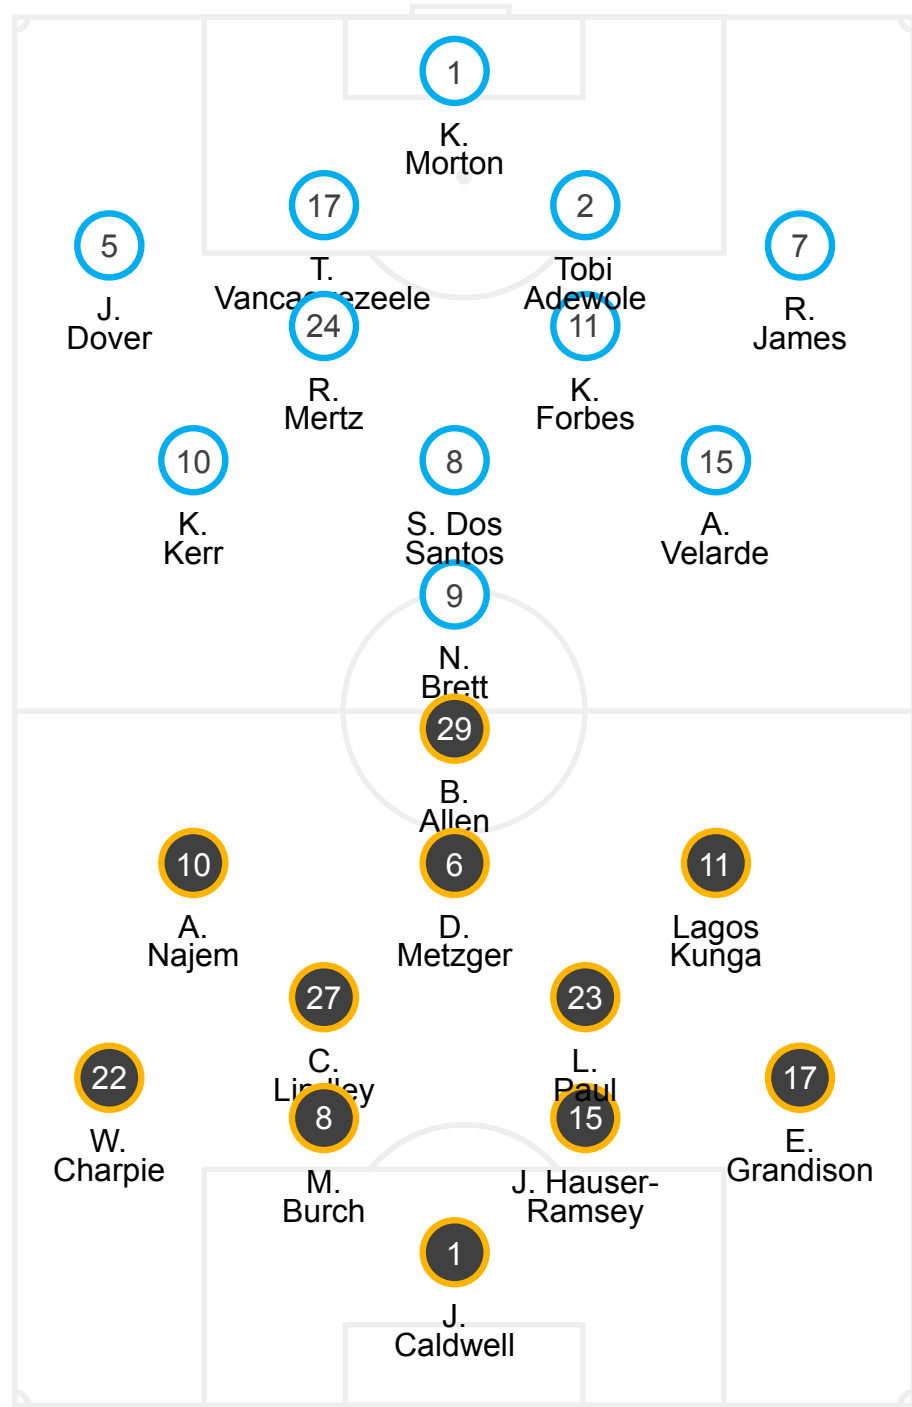 1
K.
Morton
17
2
5
7
T.
Vancaeyezeele
Tobi
Adewole
J.
Dover
R.
James
24
11
R.
Mertz
K.
Forbes
10
8
15
K.
Kerr
S. Dos
Santos
A.
Velarde
9
N.
Brett
29
B.
Allen
10
6
11
A.
Najem
D.
Metzger
Lagos
Kunga
27
23
C.
Lindley
L.
Paul
22
17
8
15
W.
Charpie
E.
Grandison
M.
Burch
J. Hauser-
Ramsey
1
J.
Caldwell